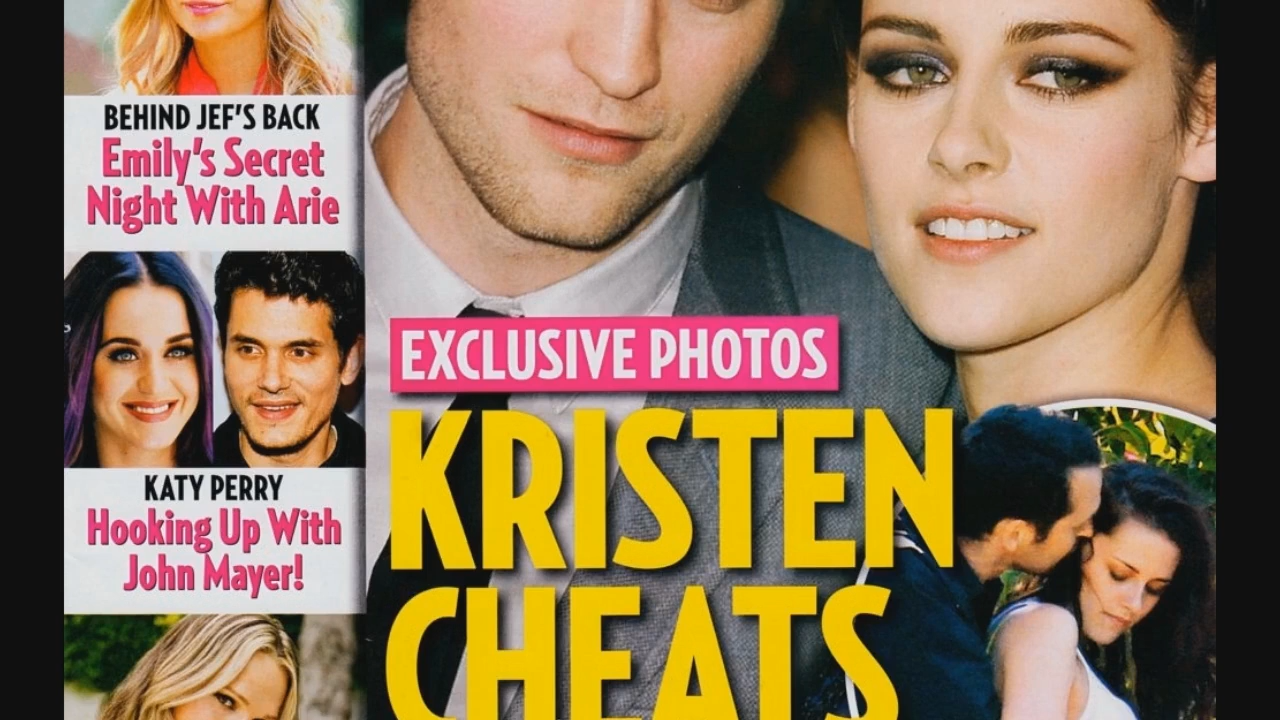 BEHIND JEF'S BACK
Emily's Secret
Night With Arie
KATY PERRY
Hooking Up With
John Mayer!
EXCLUSIVE PHOTOS
KRISTEN
CHEATS